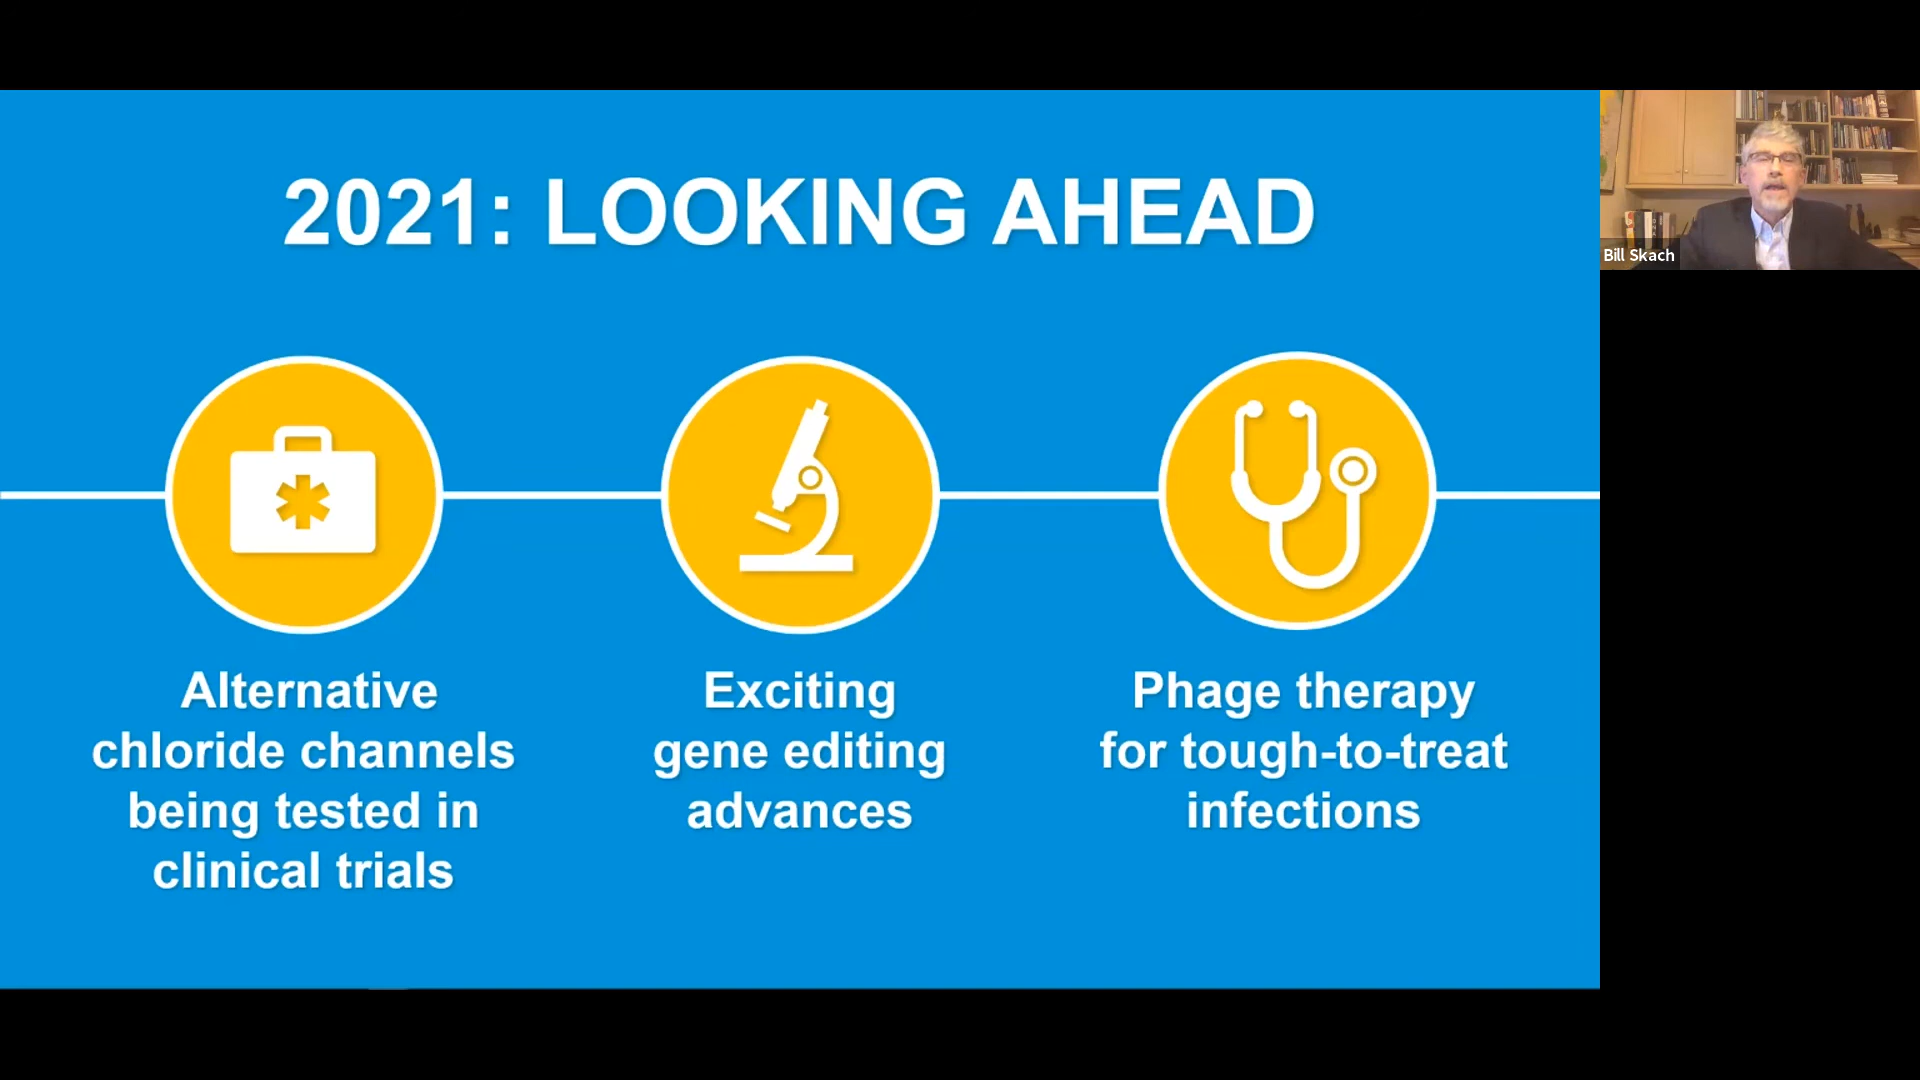 2021: LOOKING AHEAD
Alternative
chloride channels
being tested in
clinical trials
Exciting
gene editing
advances
Phage therapy
for tough-to-treat
infections
Bill Skach